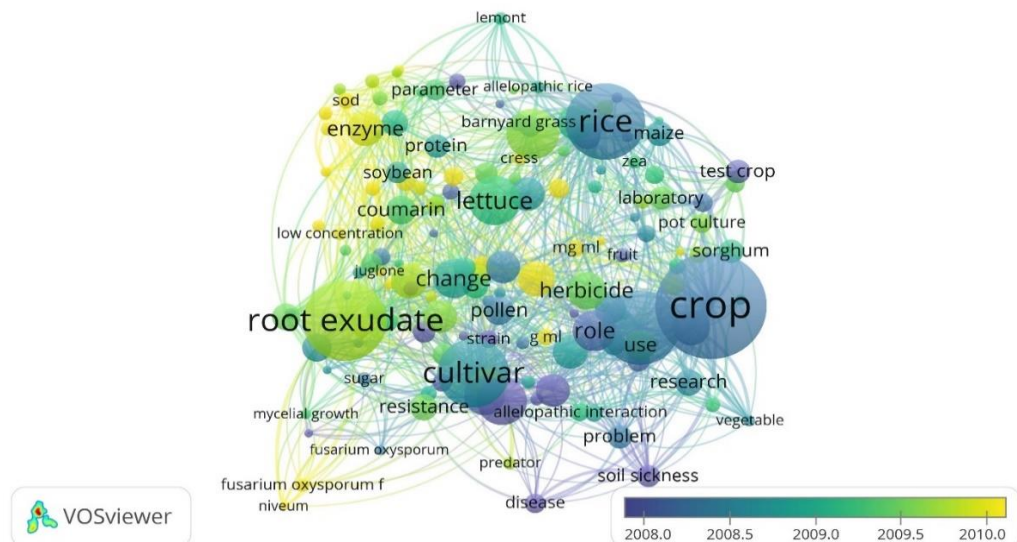 lemont
parameter
allelopathic rice
sod
enzyme
barnyard grass
rice
maize
protein
cress
zea
soybean
test crop
lettuce
laboratory
coumarin
pot culture
low concentration
mg ml
fruit
sorghum
juglone
change
herbicide
crop
pollen
root exudate
role
strain
g ml
use
cultivar
sugar
research
resistance
allelopathic interaction
mycelial growth
vegetable
problem
fusarium oxysporum
predator
soil sickness
fusarium oxysporum f
niveum
disease
VOSviewer
2008.0 2008.5 2009.0 2009.5 2010.0